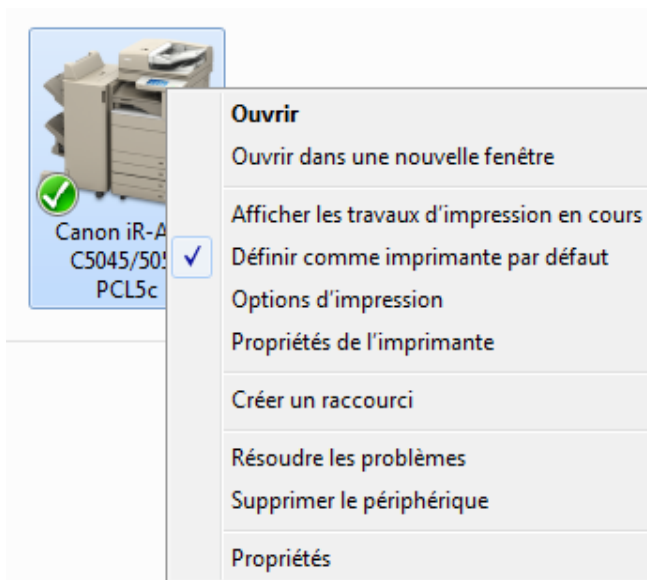 Canon iR-A
C5045/505
PCL5c
Ouvrir
Ouvrir dans une nouvelle fenêtre
Afficher les travaux d'impression en cours
Définir comme imprimante par défaut
Options d'impression
Propriétés de l'imprimante
Créer un raccourci
Résoudre les problèmes
Supprimer le périphérique
Propriétés